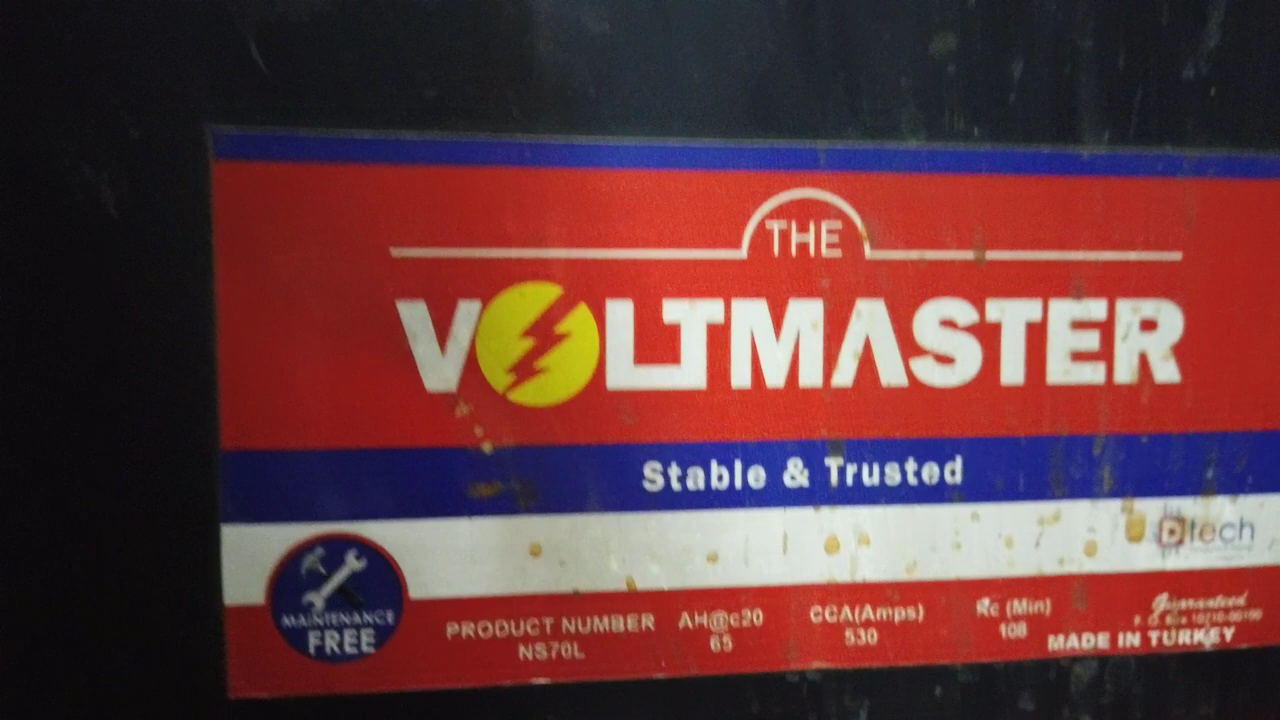 THE
VOLTMASTER
Stable & Trusted
Dtech
MAINTENANCE
FREE
PRODUCT NUMBER
NS70L
AH@c20
65
CCA(Amps)
530
Rc (Min)
108
Guaranteed
P. O. Box
MADE IN TURKEY